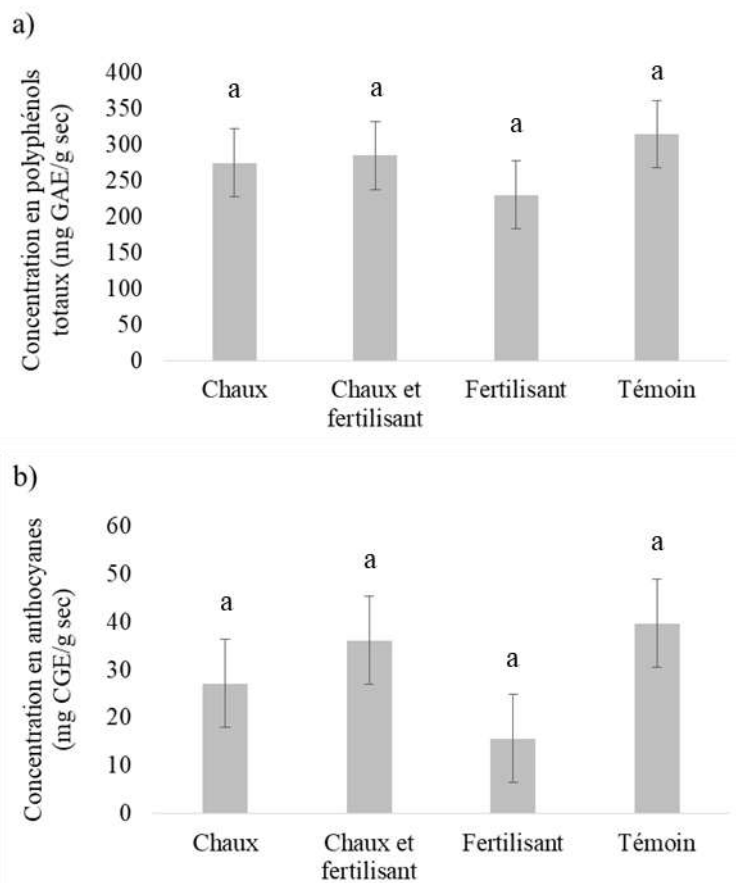 a)
Concentration en polyphénols
totaux (mg GAE/g sec)
400
350
300
250
200
150
100
50
0
a
a
a
a
Chaux
Chaux et
fertilisant
Fertilisant
Témoin
b)
Concentration en anthocyanes
(mg CGE/g sec)
60
50
40
30
20
10
0
a
a
a
a
Chaux
Chaux et
fertilisant
Fertilisant
Témoin